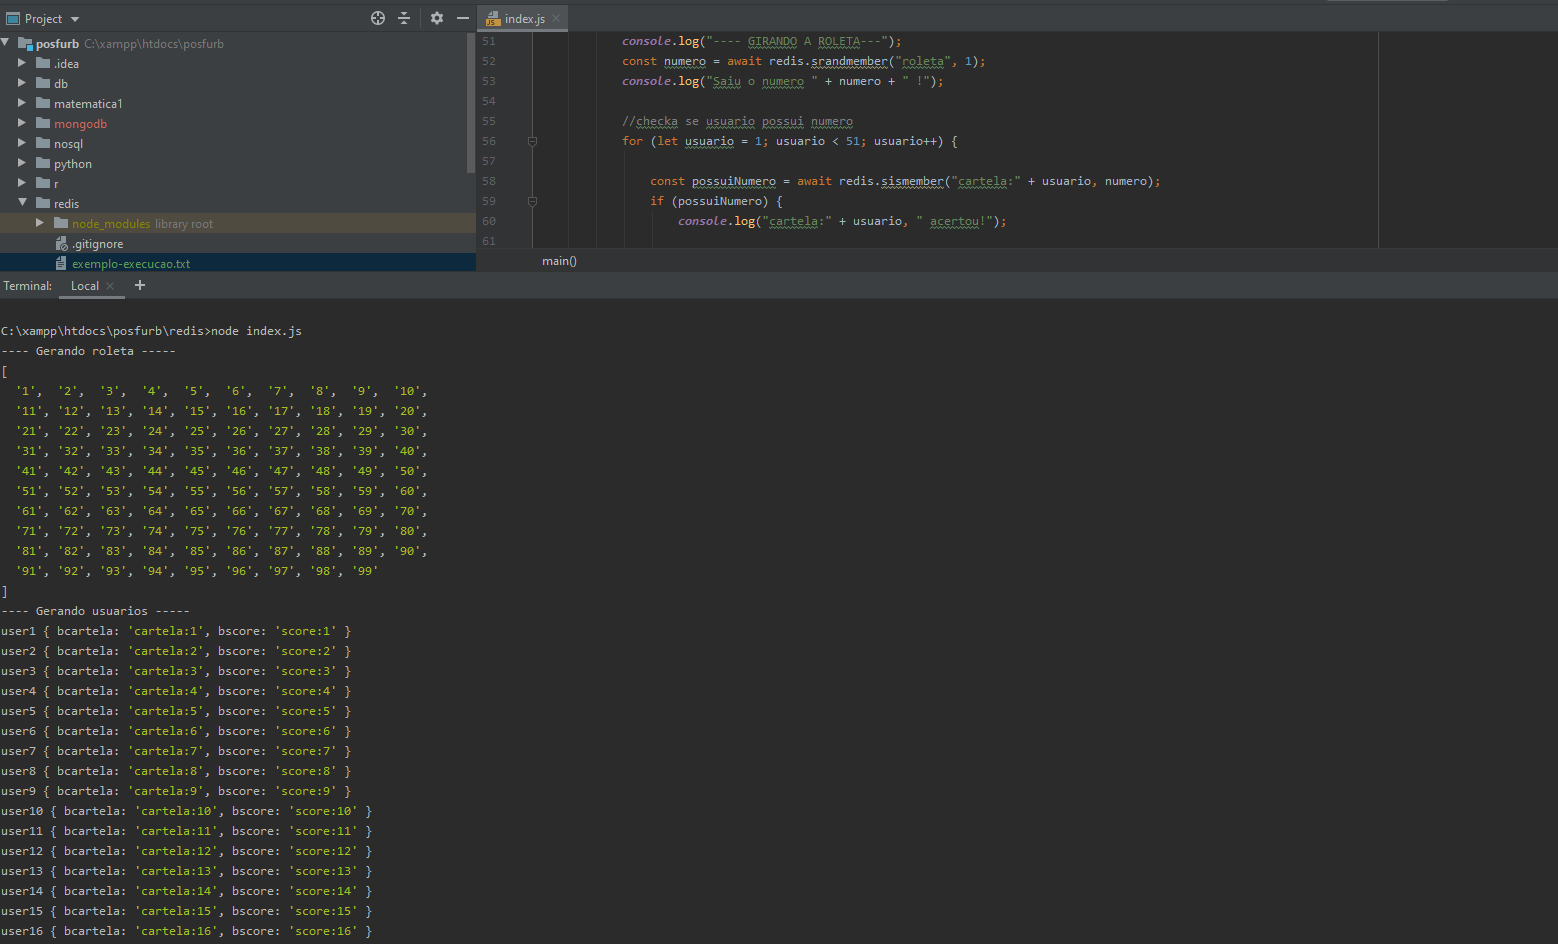 Project
index.js
posfurb C:\xampp\htdocs\posfurb
.idea
db
matematica1
mongodb
nosql
python
r
redis
node_modules library root
.gitignore
exemplo-execucao.txt
51 console.log("---- GIRANDO A ROLETA---");
52 const numero = await redis.srandmember("roleta", 1);
53 console.log("Saiu o numero " + numero + " !");
54
55 //checka se usuario possui numero
56 for (let usuario = 1; usuario < 51; usuario++) {
57
58 const possuiNumero = await redis.sismember("cartela:" + usuario, numero);
59 if (possuiNumero) {
60 console.log("cartela:" + usuario, " acertou!");
61
main()
Terminal: Local +
C:\xampp\htdocs\posfurb\redis>node index.js
---- Gerando roleta -----
[
'1', '2', '3', '4', '5', '6', '7', '8', '9', '10',
'11', '12', '13', '14', '15', '16', '17', '18', '19', '20',
'21', '22', '23', '24', '25', '26', '27', '28', '29', '30',
'31', '32', '33', '34', '35', '36', '37', '38', '39', '40',
'41', '42', '43', '44', '45', '46', '47', '48', '49', '50',
'51', '52', '53', '54', '55', '56', '57', '58', '59', '60',
'61', '62', '63', '64', '65', '66', '67', '68', '69', '70',
'71', '72', '73', '74', '75', '76', '77', '78', '79', '80',
'81', '82', '83', '84', '85', '86', '87', '88', '89', '90',
'91', '92', '93', '94', '95', '96', '97', '98', '99'
]
---- Gerando usuarios -----
user1 { bcartela: 'cartela:1', bscore: 'score:1' }
user2 { bcartela: 'cartela:2', bscore: 'score:2' }
user3 { bcartela: 'cartela:3', bscore: 'score:3' }
user4 { bcartela: 'cartela:4', bscore: 'score:4' }
user5 { bcartela: 'cartela:5', bscore: 'score:5' }
user6 { bcartela: 'cartela:6', bscore: 'score:6' }
user7 { bcartela: 'cartela:7', bscore: 'score:7' }
user8 { bcartela: 'cartela:8', bscore: 'score:8' }
user9 { bcartela: 'cartela:9', bscore: 'score:9' }
user10 { bcartela: 'cartela:10', bscore: 'score:10' }
user11 { bcartela: 'cartela:11', bscore: 'score:11' }
user12 { bcartela: 'cartela:12', bscore: 'score:12' }
user13 { bcartela: 'cartela:13', bscore: 'score:13' }
user14 { bcartela: 'cartela:14', bscore: 'score:14' }
user15 { bcartela: 'cartela:15', bscore: 'score:15' }
user16 { bcartela: 'cartela:16', bscore: 'score:16' }